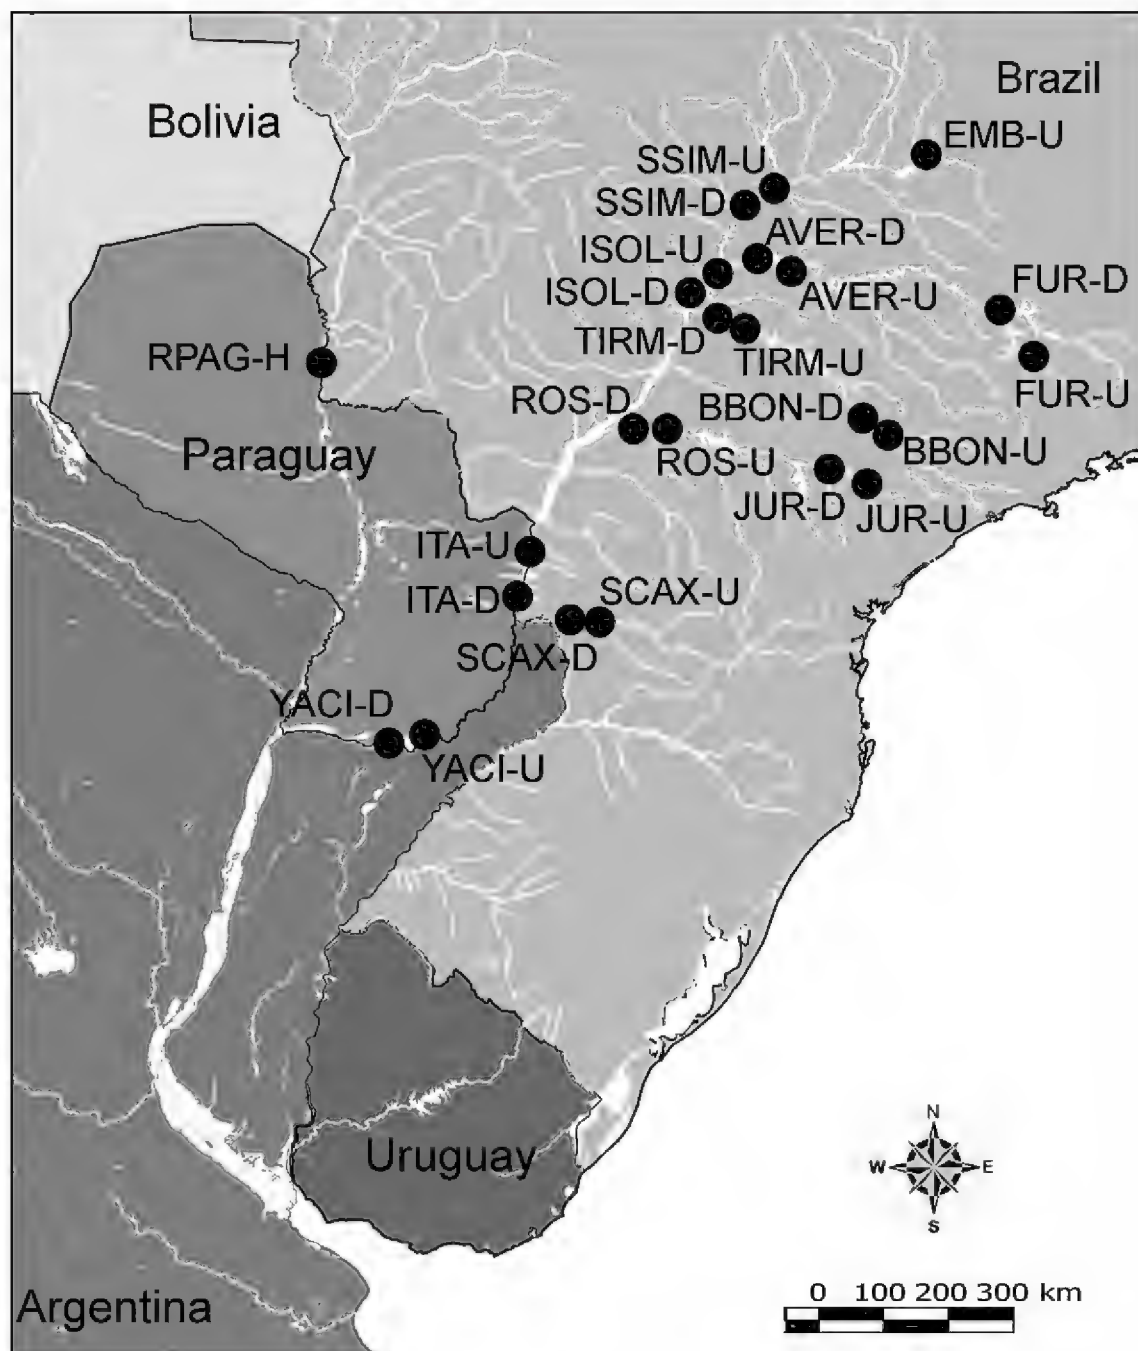 Brazil
Bolivia
EMB-U
SSIM-U
SSIM-D
AVER-D
ISOL-U
ISOL-D
AVER-U
FUR-D
TIRM-D
TIRM-U
RPAG-H
FUR-U
ROS-D
BBON-D
Paraguay
ROS-U
BBON-U
JUR-D
JUR-U
ITA-U
ITA-D
SCAX-U
SCAX-D
YACI-D
YACI-U
N
W E
S
Uruguay
Argentina
0 100 200 300 km